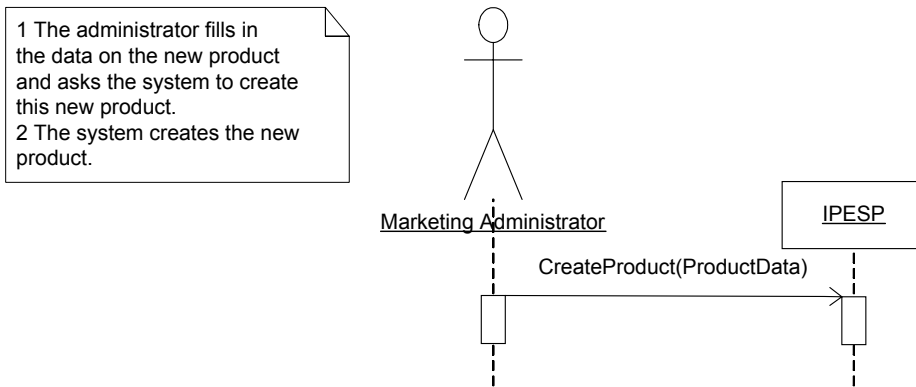 1 The administrator fills in
the data on the new product
and asks the system to create
this new product.
2 The system creates the new
product.
Marketing Administrator
IPESP
CreateProduct(ProductData)